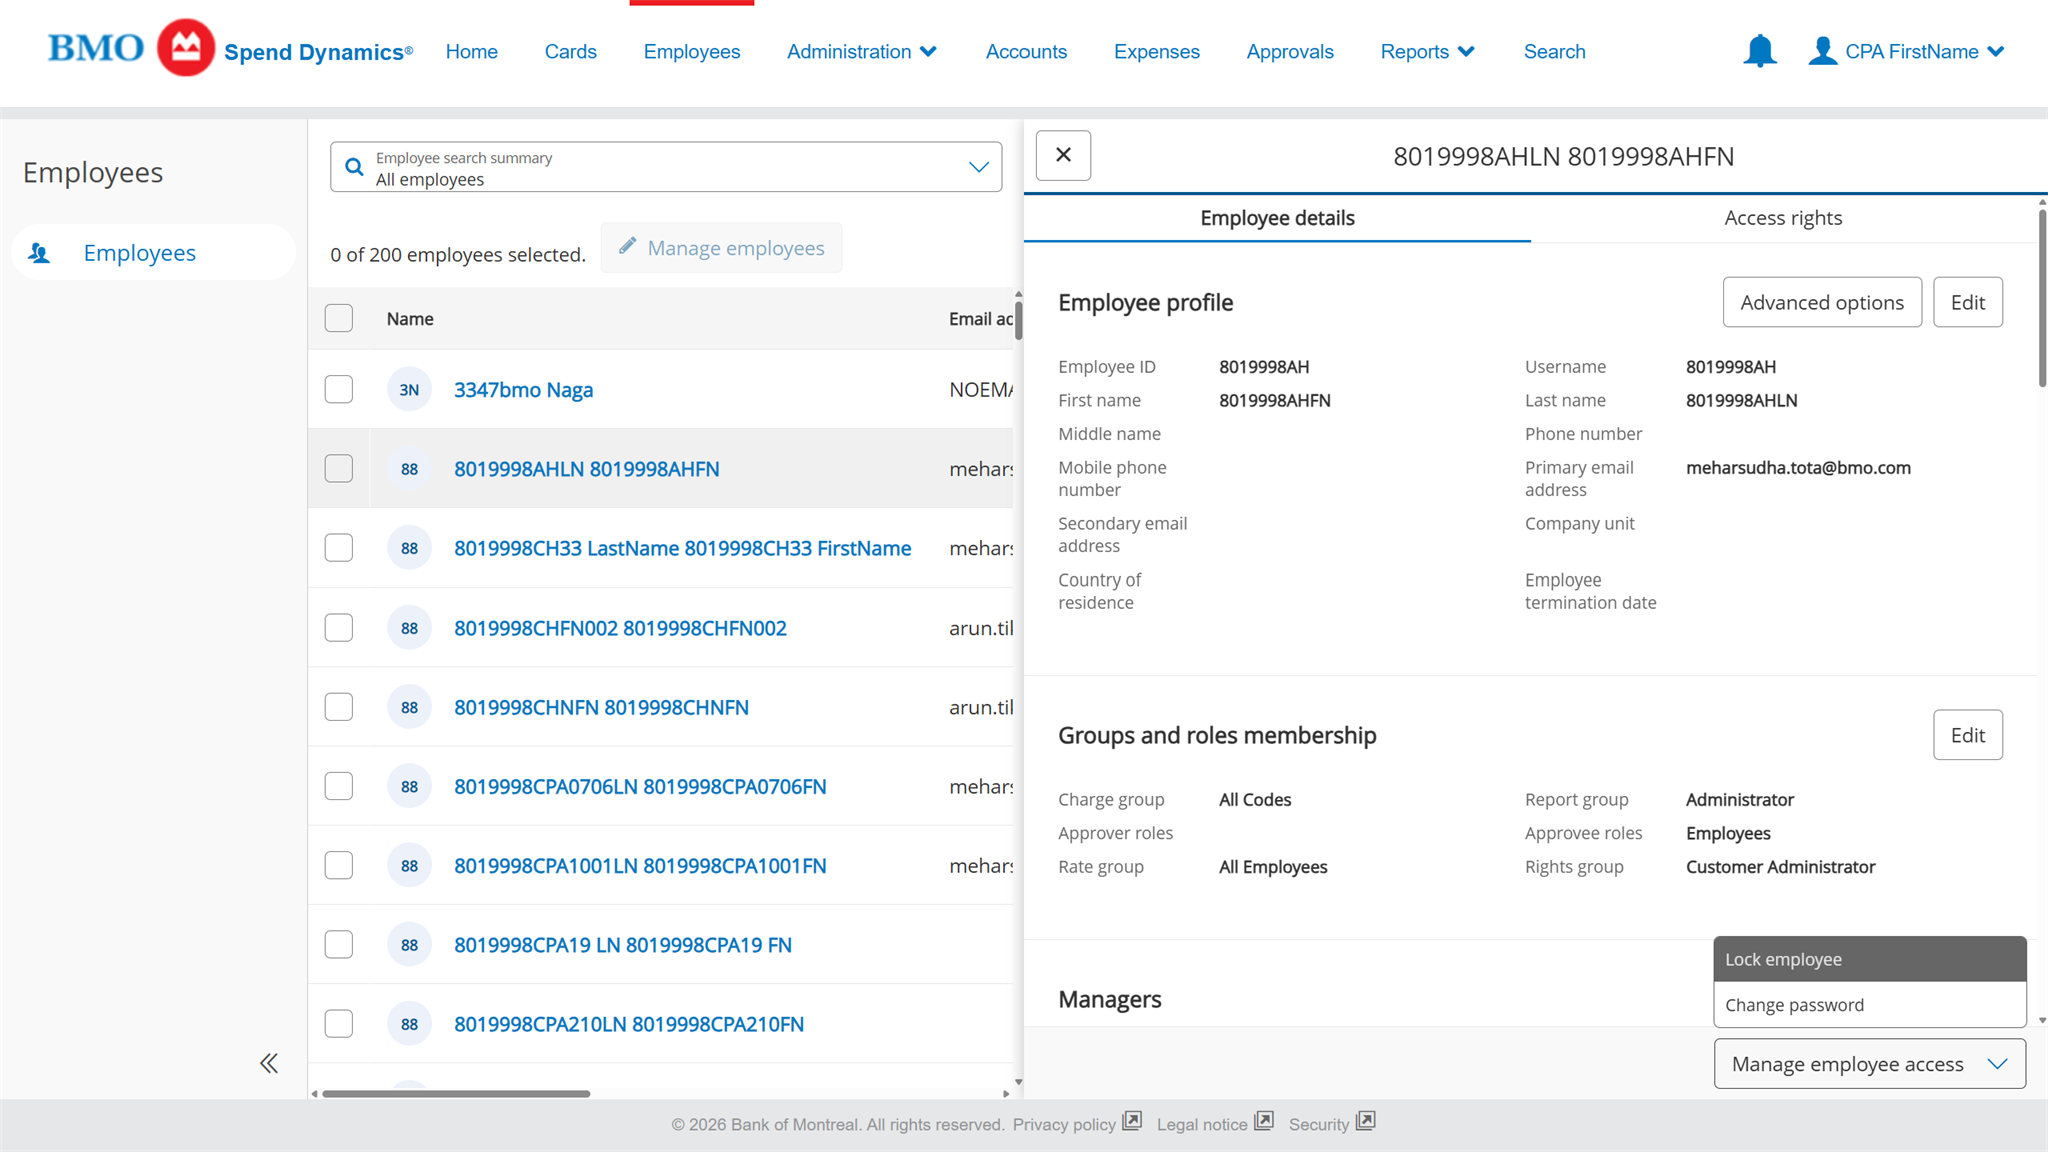 BMO Spend Dynamics®
Home
Cards
Employees
Administration
Accounts
Expenses
Approvals
Reports
Search
CPA FirstName
Employees
Employees
Employee search summary
All employees
0 of 200 employees selected.
Manage employees
Name
Email ac
3N
3347bmo Naga
NOEMA
88
8019998AHLN 8019998AHFN
mehars
88
8019998CH33 LastName 8019998CH33 FirstName
mehars
88
8019998CHFN002 8019998CHFN002
arun.til
88
8019998CHNFN 8019998CHNFN
arun.til
88
8019998CPA0706LN 8019998CPA0706FN
mehars
88
8019998CPA1001LN 8019998CPA1001FN
mehars
88
8019998CPA19 LN 8019998CPA19 FN
88
8019998CPA210LN 8019998CPA210FN
8019998AHLN 8019998AHFN
Employee details
Access rights
Employee profile
Advanced options
Edit
Employee ID
8019998AH
Username
8019998AH
First name
8019998AHFN
Last name
8019998AHLN
Middle name
Phone number
Mobile phone
number
Primary email
address
meharsudha.tota@bmo.com
Secondary email
address
Company unit
Country of
residence
Employee
termination date
Groups and roles membership
Edit
Charge group
All Codes
Report group
Administrator
Approver roles
Approvee roles
Employees
Rate group
All Employees
Rights group
Customer Administrator
Managers
Lock employee
Change password
Manage employee access
© 2026 Bank of Montreal. All rights reserved. Privacy policy Legal notice Security